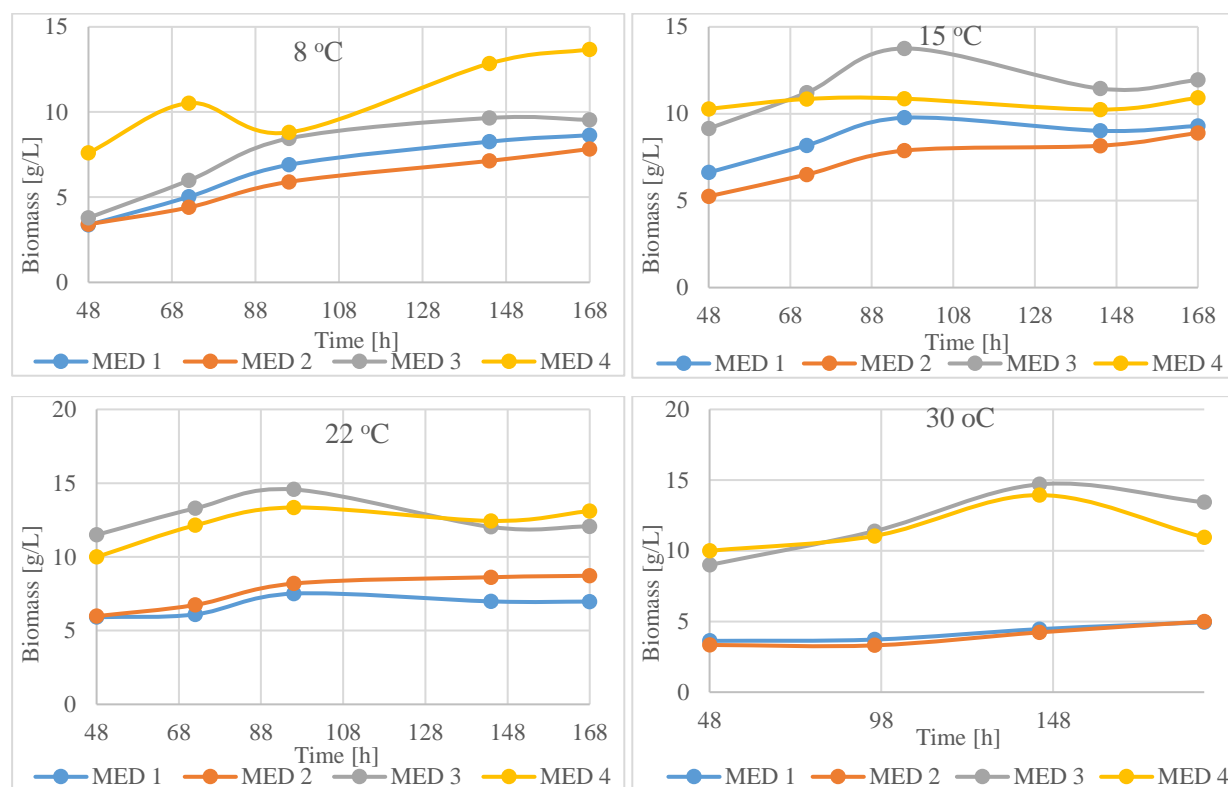 8 °C
Biomass [g/L]
15
10
5
0
48 68 88 108 128 148 168
Time [h]
MED 1 MED 2 MED 3 MED 4
15 °C
Biomass [g/L]
15
10
5
0
48 68 88 108 128 148 168
Time [h]
MED 1 MED 2 MED 3 MED 4
22 °C
Biomass [g/L]
20
15
10
5
0
48 68 88 108 128 148 168
Time [h]
MED 1 MED 2 MED 3 MED 4
30 oC
Biomass [g/L]
20
15
10
5
0
48 98 148
Time [h]
MED 1 MED 2 MED 3 MED 4